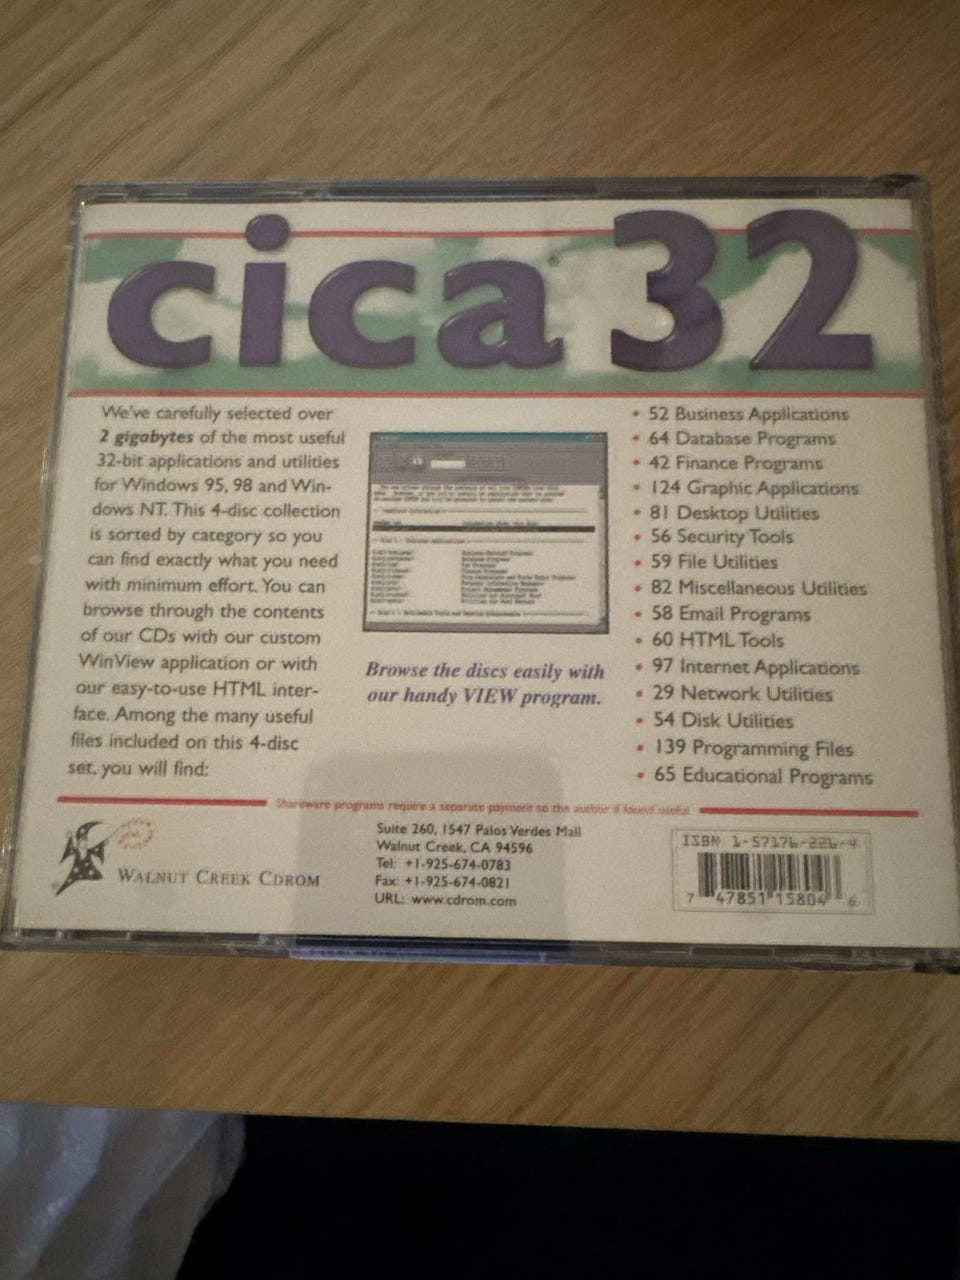 cica 32
We've carefully selected over
2 gigabytes of the most useful
32-bit applications and utilities
for Windows 95, 98 and Win-
dows NT. This 4-disc collection
is sorted by category so you
can find exactly what you need
with minimum effort. You can
browse through the contents
of our CDs with our custom
WinView application or with
our easy-to-use HTML inter-
face. Among the many useful
files included on this 4-disc
set, you will find:
Browse the discs easily with
our handy VIEW program.
• 52 Business Applications
• 64 Database Programs
• 42 Finance Programs
• 124 Graphic Applications
• 81 Desktop Utilities
• 56 Security Tools
• 59 File Utilities
• 82 Miscellaneous Utilities
• 58 Email Programs
• 60 HTML Tools
• 97 Internet Applications
• 29 Network Utilities
• 54 Disk Utilities
• 139 Programming Files
• 65 Educational Programs
Shareware programs require a separate payment to the author if found useful.
WALNUT CREEK CDROM
Suite 260, 1547 Palos Verdes Mall
Walnut Creek, CA 94596
Tel: +1-925-674-0783
Fax: +1-925-674-0821
URL: www.cdrom.com
ISBN 1-57176-221-4
7 47851 15804 6